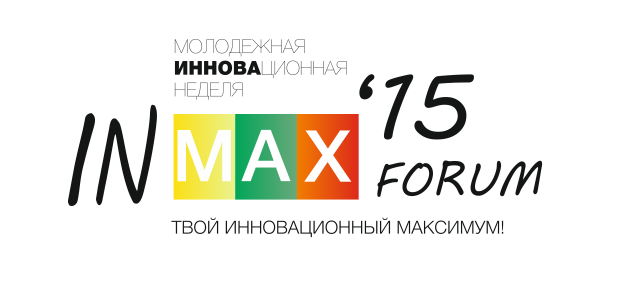 МОЛОДЕЖНАЯ
ИННОВАЦИОННАЯ
НЕДЕЛЯ
IN MAX '15
FORUM
ТВОЙ ИННОВАЦИОННЫЙ МАКСИМУМ!